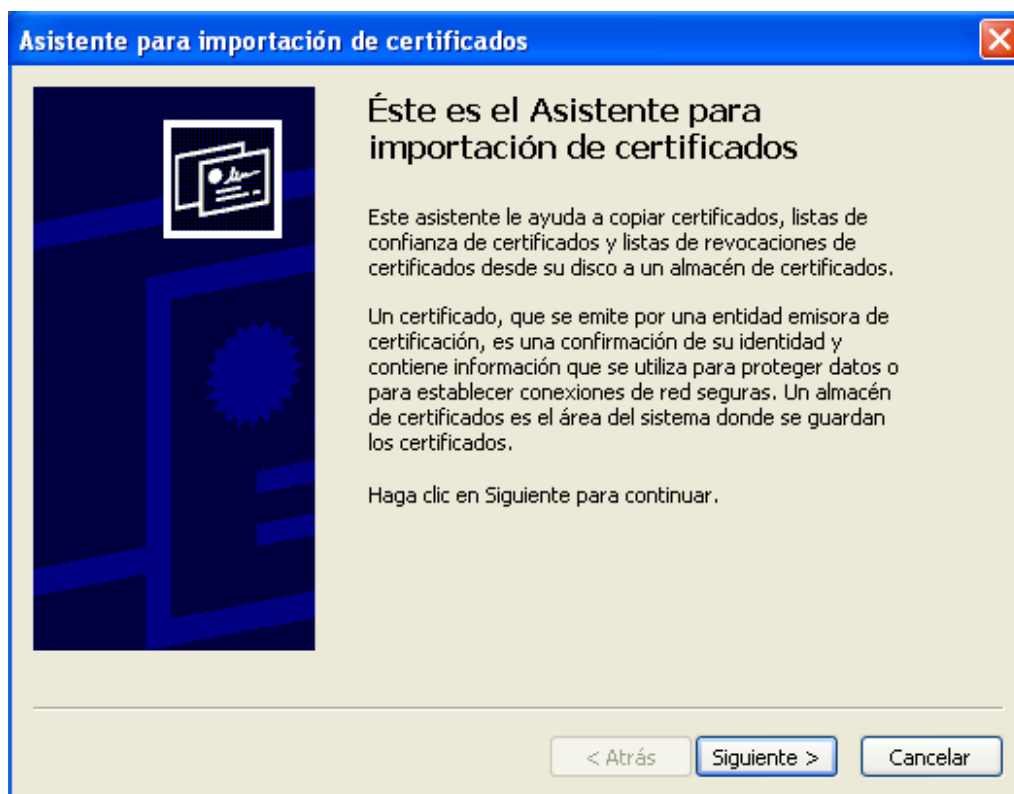 Asistente para importación de certificados
Éste es el Asistente para
importación de certificados
Este asistente le ayuda a copiar certificados, listas de
confianza de certificados y listas de revocaciones de
certificados desde su disco a un almacén de certificados.
Un certificado, que se emite por una entidad emisora de
certificación, es una confirmación de su identidad y
contiene información que se utiliza para proteger datos o
para establecer conexiones de red seguras. Un almacén
de certificados es el área del sistema donde se guardan
los certificados.
Haga clic en Siguiente para continuar.
< Atrás Siguiente > Cancelar